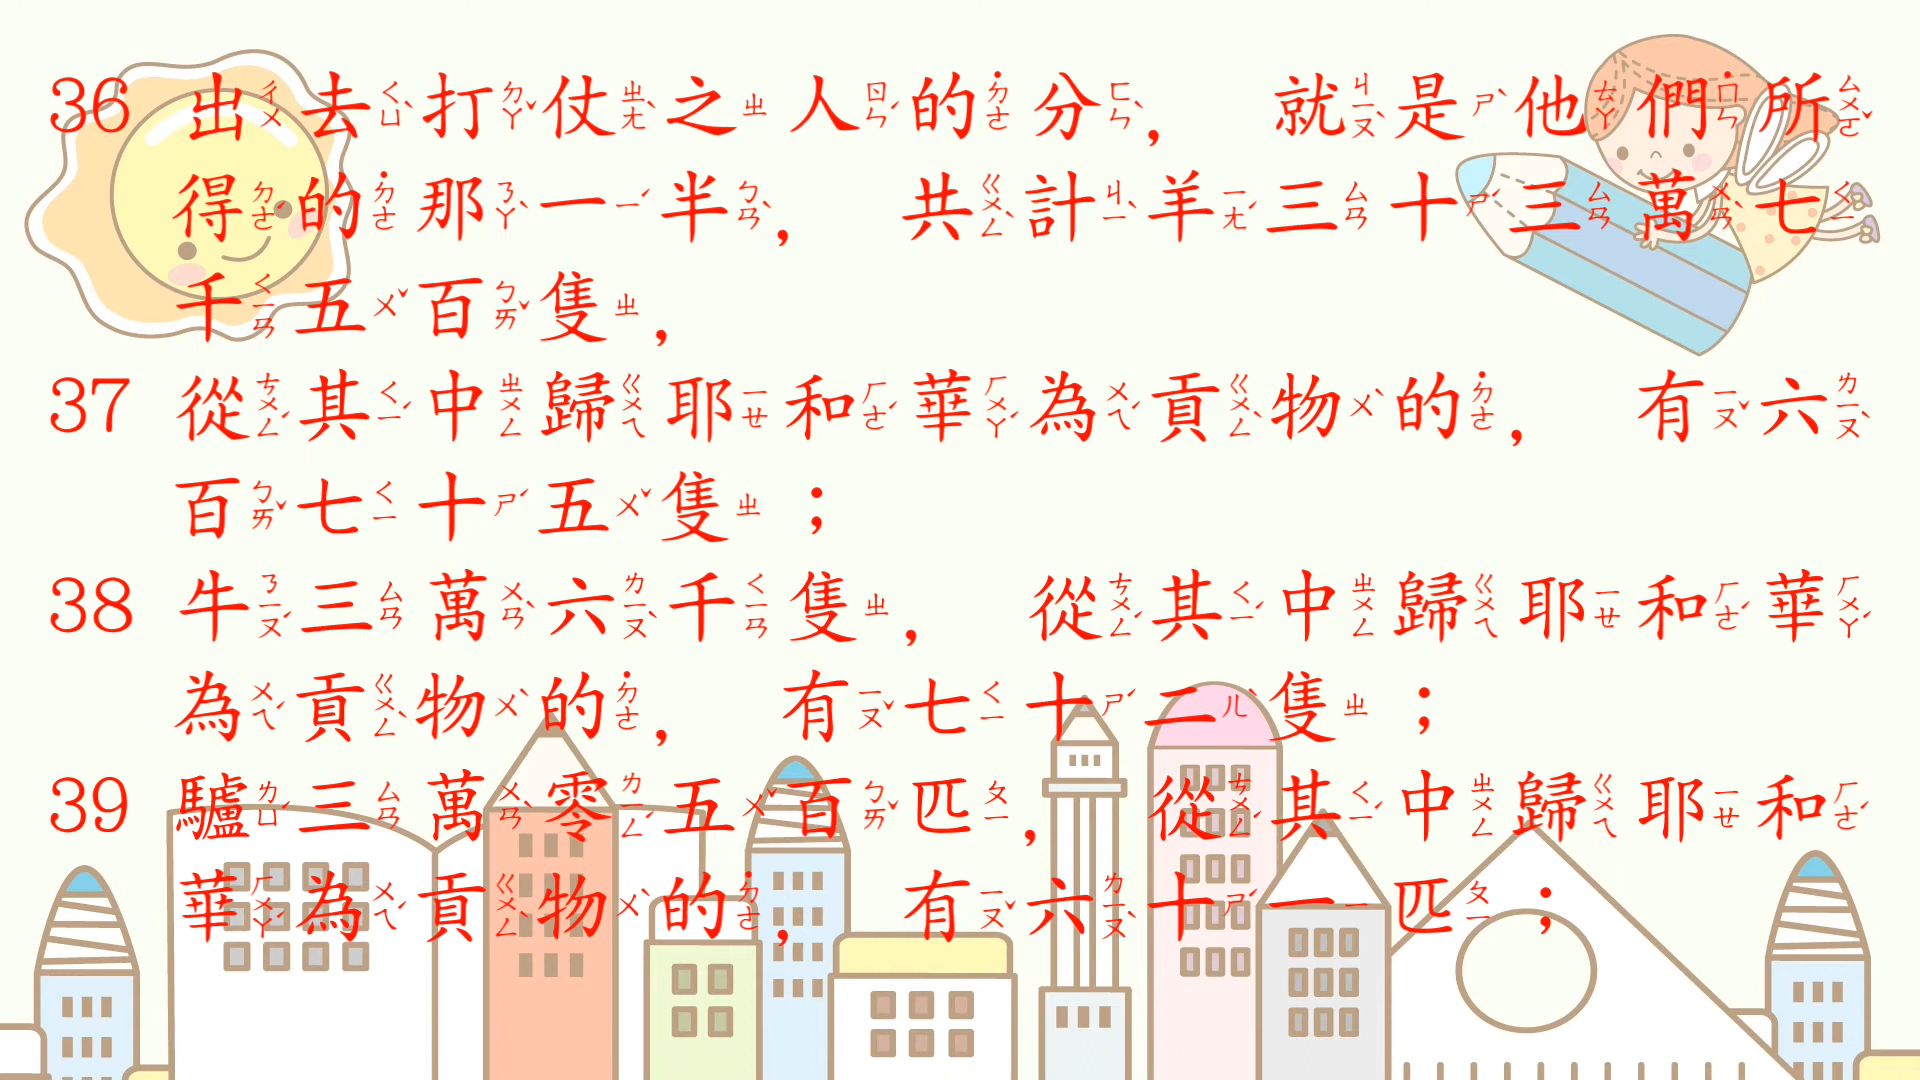 36 出去打仗之人的分, 就是他們所
得的那一半, 共計羊三十三萬七
千五百隻,
37 從其中歸耶和華為貢物的, 有六
百七十五隻;
38 牛三萬六千隻, 從其中歸耶和華
為貢物的, 有七十二隻;
39 驢三萬零五百匹, 從其中歸耶和
華為貢物的, 有六十一匹;